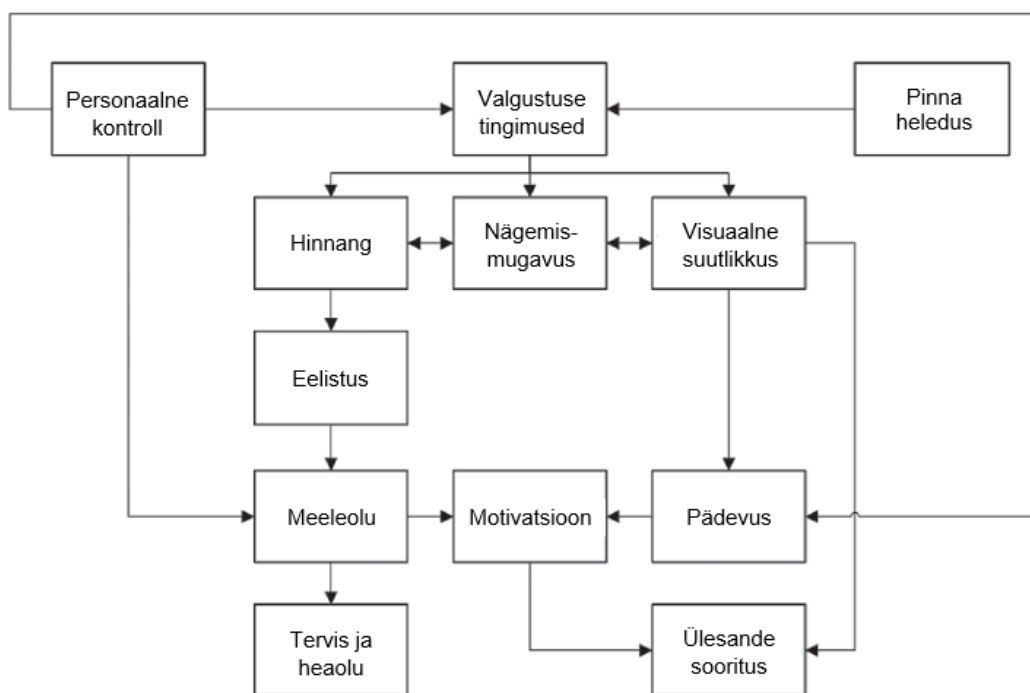 Personaalne
kontroll
Valgustuse
tingimused
Pinna
heledus
Hinnang
Nägemis-
mugavus
Visuaalne
suutlikkus
Eelistus
Meeleolu
Motivatsioon
Pädevus
Tervis ja
heaolu
Ülesande
sooritus